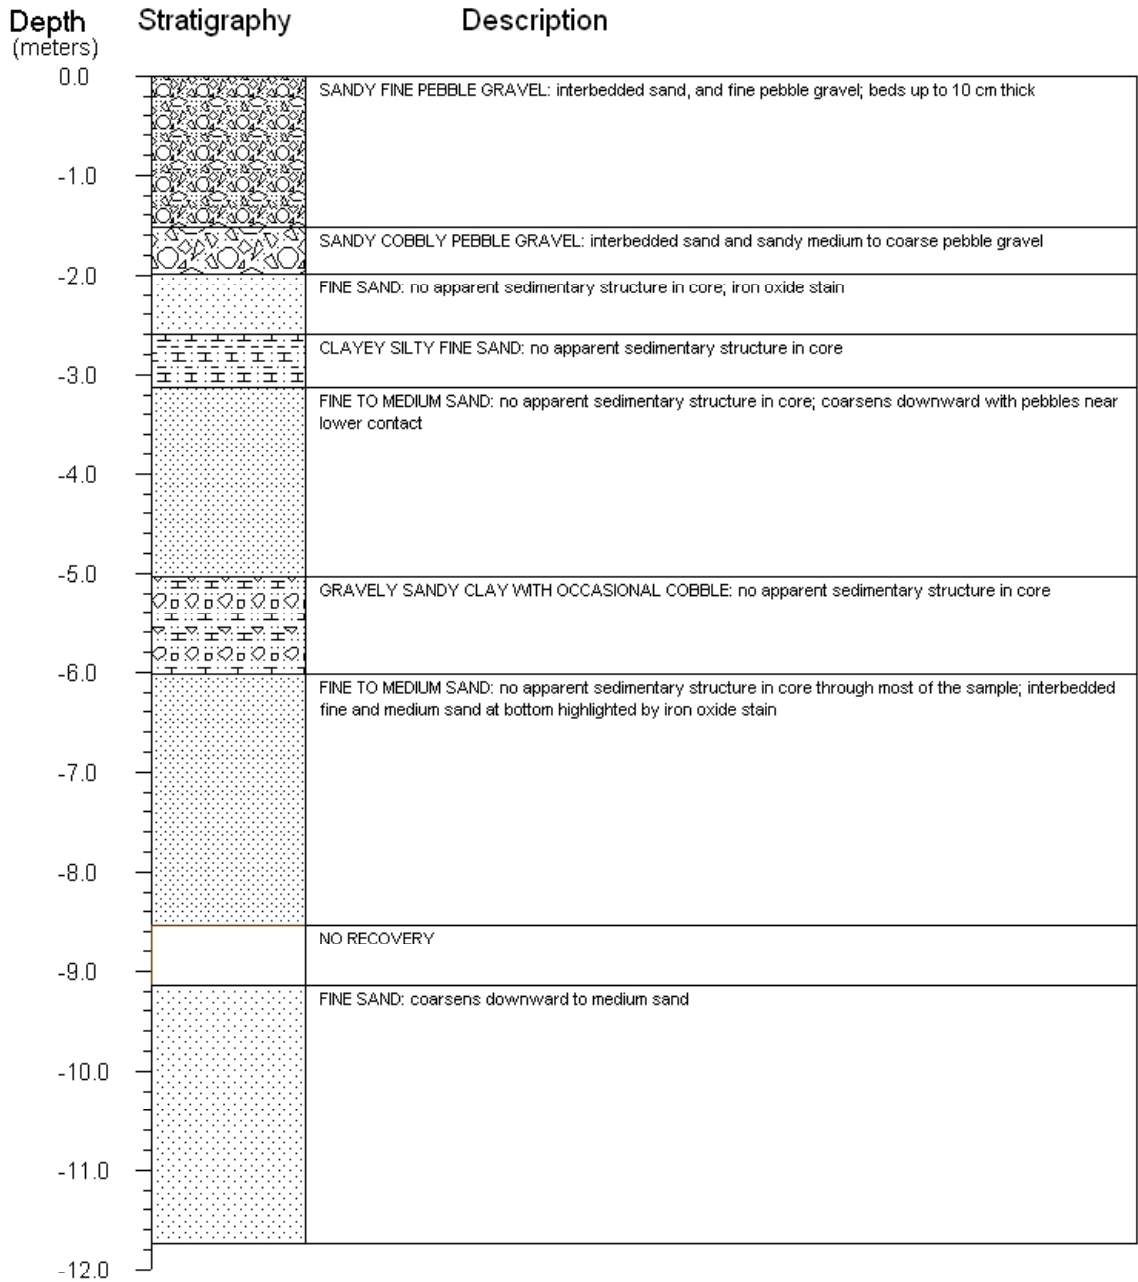 Depth Stratigraphy Description
(meters)
0.0
SANDY FINE PEBBLE GRAVEL: interbedded sand, and fine pebble gravel; beds up to 10 cm thick
-1.0
SANDY COBBLY PEBBLE GRAVEL: interbedded sand and sandy medium to coarse pebble gravel
-2.0
FINE SAND: no apparent sedimentary structure in core; iron oxide stain
CLAYEY SILTY FINE SAND: no apparent sedimentary structure in core
-3.0
FINE TO MEDIUM SAND: no apparent sedimentary structure in core; coarsens downward with pebbles near
lower contact
-4.0
-5.0
GRAVELY SANDY CLAY WITH OCCASIONAL COBBLE: no apparent sedimentary structure in core
-6.0
FINE TO MEDIUM SAND: no apparent sedimentary structure in core through most of the sample; interbedded
fine and medium sand at bottom highlighted by iron oxide stain
-7.0
-8.0
NO RECOVERY
-9.0
FINE SAND: coarsens downward to medium sand
-10.0
-11.0
-12.0